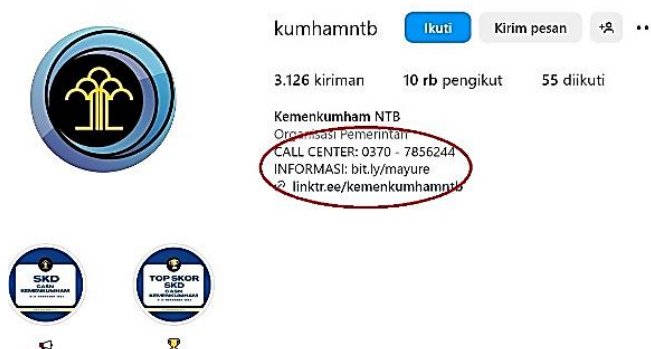 kumhamntb Ikuti Kirim pesan
3.126 kiriman 10 rb pengikut 55 diikuti
Kemenkumham NTB
Organisasi Pemerintah
CALL CENTER: 0370 - 7856244
INFORMASI: bit.ly/mayure
linktr.ee/kemenkumhamntb
SKD
CASN
KEMENKUMHAM
TOP SKOR
SKD
CASN
KEMENKUMHAM